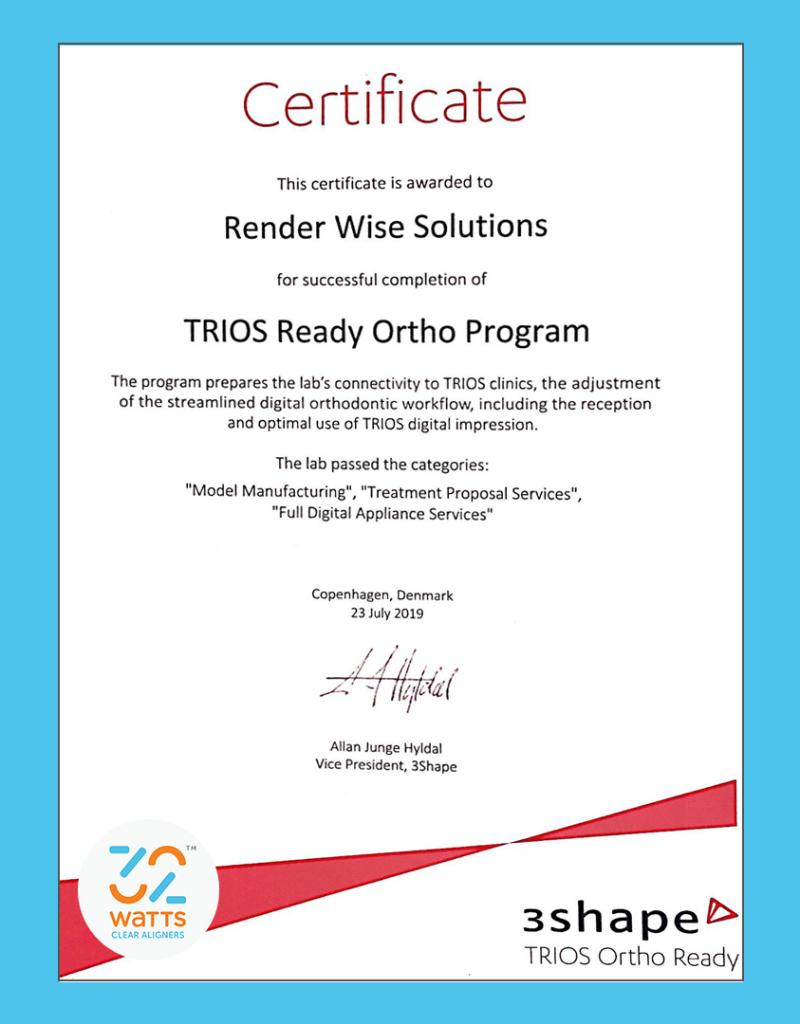 Certificate
This certificate is awarded to
Render Wise Solutions
for successful completion of
TRIOS Ready Ortho Program
The program prepares the lab's connectivity to TRIOS clinics, the adjustment
of the streamlined digital orthodontic workflow, including the reception
and optimal use of TRIOS digital impression.
The lab passed the categories:
"Model Manufacturing", "Treatment Proposal Services",
"Full Digital Appliance Services"
Copenhagen, Denmark
23 July 2019
Allan Junge Hyldal
Vice President, 3Shape
32 TM
WATTS
CLEAR ALIGNERS
3shape
TRIOS Ortho Ready